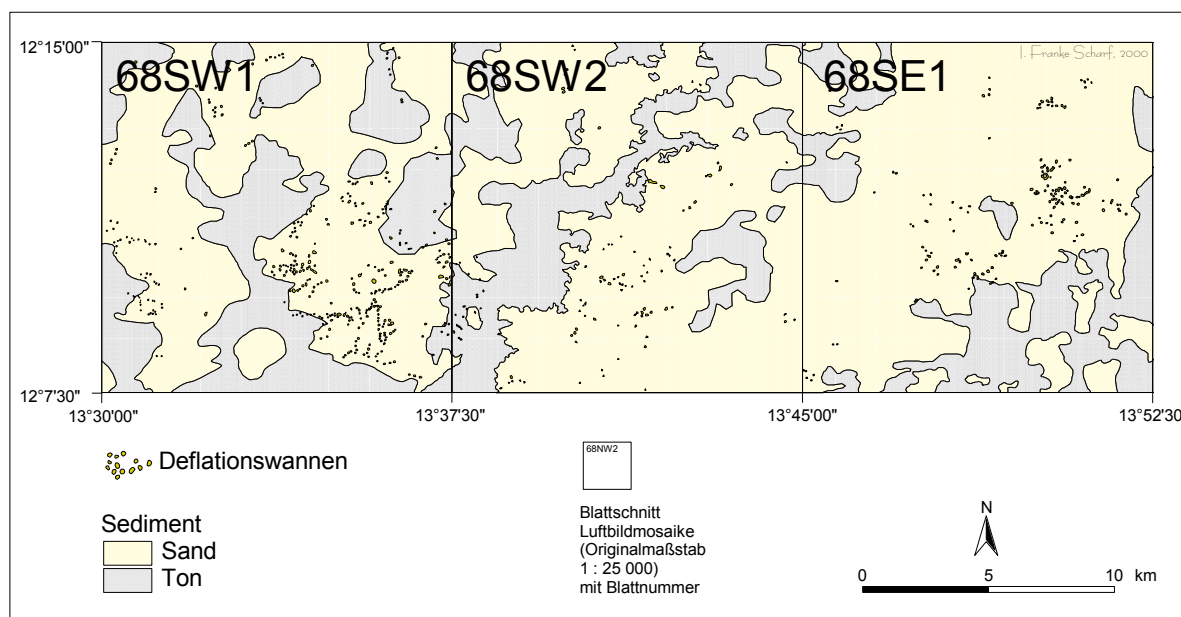 12°15'00"
I. Franke Scharf, 2000
68SW1
68SW2
68SE1
12°7'30"
13°30'00"
13°37'30"
13°45'00"
13°52'30
Deflationswannen
68NW2
Sediment
Sand
Ton
Blattschnitt
Luftbildmosaike
(Originalmaßstab
1 : 25 000)
mit Blattnummer
N
0
5
10 km